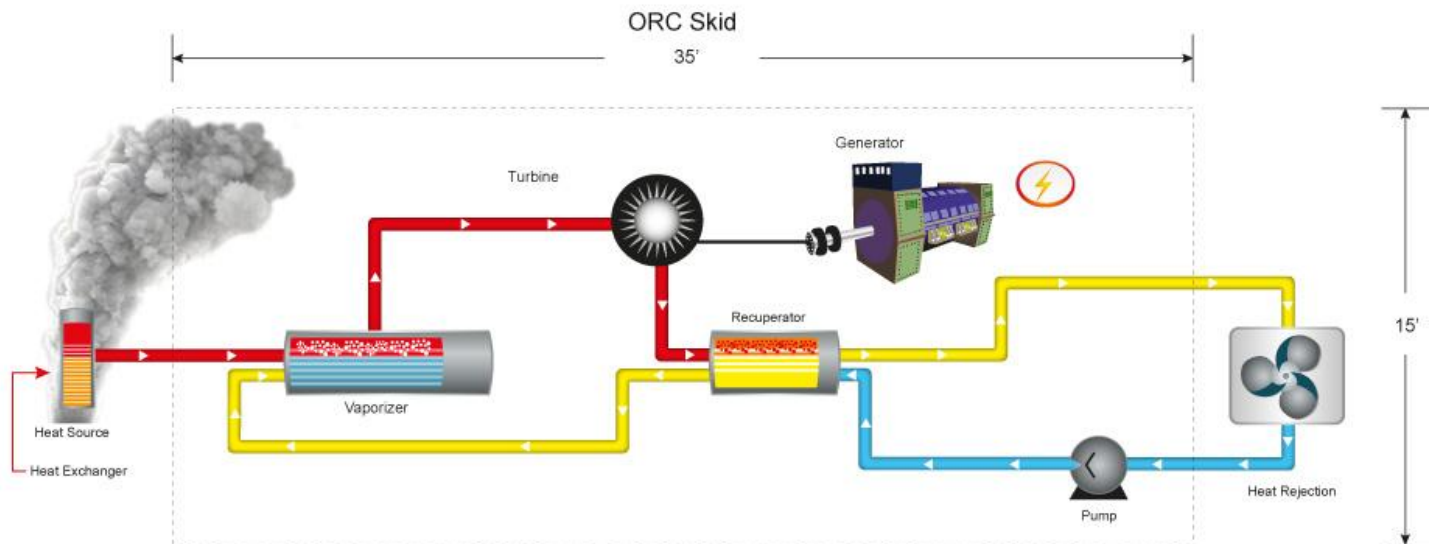 ORC Skid
35'
Generator
Turbine
Recuperator
15'
Vaporizer
Heat Source
Heat Exchanger
Heat Rejection
Pump